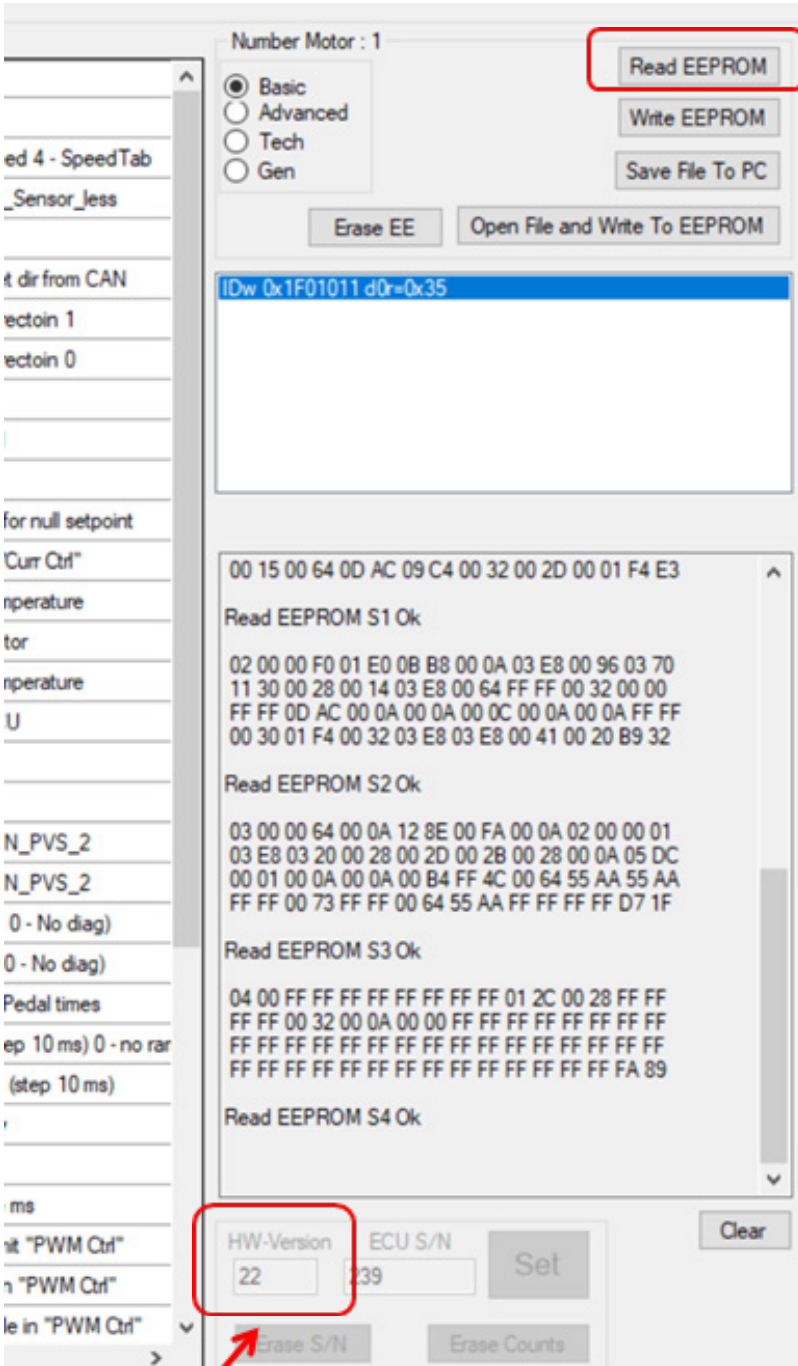 Number Motor : 1
Basic
Advanced
Tech
Gen
Read EEPROM
Write EEPROM
Save File To PC
Erase EE
Open File and Write To EEPROM
ed 4 - SpeedTab
_Sensor_less
t dir from CAN
rectoin 1
rectoin 0
for null setpoint
"Curr Ctrl"
nperature
tor
nperature
:U
N_PVS_2
N_PVS_2
0 - No diag)
0 - No diag)
Pedal times
ep 10 ms) 0 - no rar
(step 10 ms)
ms
nit "PWM Ctrl"
n "PWM Ctrl"
le in "PWM Ctrl"
IDw 0x1F01011 d0r=0x35
00 15 00 64 0D AC 09 C4 00 32 00 2D 00 01 F4 E3
Read EEPROM S1 Ok
02 00 00 F0 01 E0 0B B8 00 0A 03 E8 00 96 03 70
11 30 00 28 00 14 03 E8 00 64 FF FF 00 32 00 00
FF FF 0D AC 00 0A 00 0A 00 0C 00 0A 00 0A FF FF
00 30 01 F4 00 32 03 E8 03 E8 00 41 00 20 B9 32
Read EEPROM S2 Ok
03 00 00 64 00 0A 12 8E 00 FA 00 0A 02 00 00 01
03 E8 03 20 00 28 00 2D 00 2B 00 28 00 0A 05 DC
00 01 00 0A 00 0A 00 B4 FF 4C 00 64 55 AA 55 AA
FF FF 00 73 FF FF 00 64 55 AA FF FF FF FF D7 1F
Read EEPROM S3 Ok
04 00 FF FF FF FF FF FF FF FF 01 2C 00 28 FF FF
FF FF 00 32 00 0A 00 00 FF FF FF FF FF FF FF FF
FF FF FF FF FF FF FF FF FF FF FF FF FF FF FF FF
FF FF FF FF FF FF FF FF FF FF FF FF FF FF FA 89
Read EEPROM S4 Ok
Clear
HW-Version
ECU S/N
22
239
Set
Erase S/N
Erase Counts